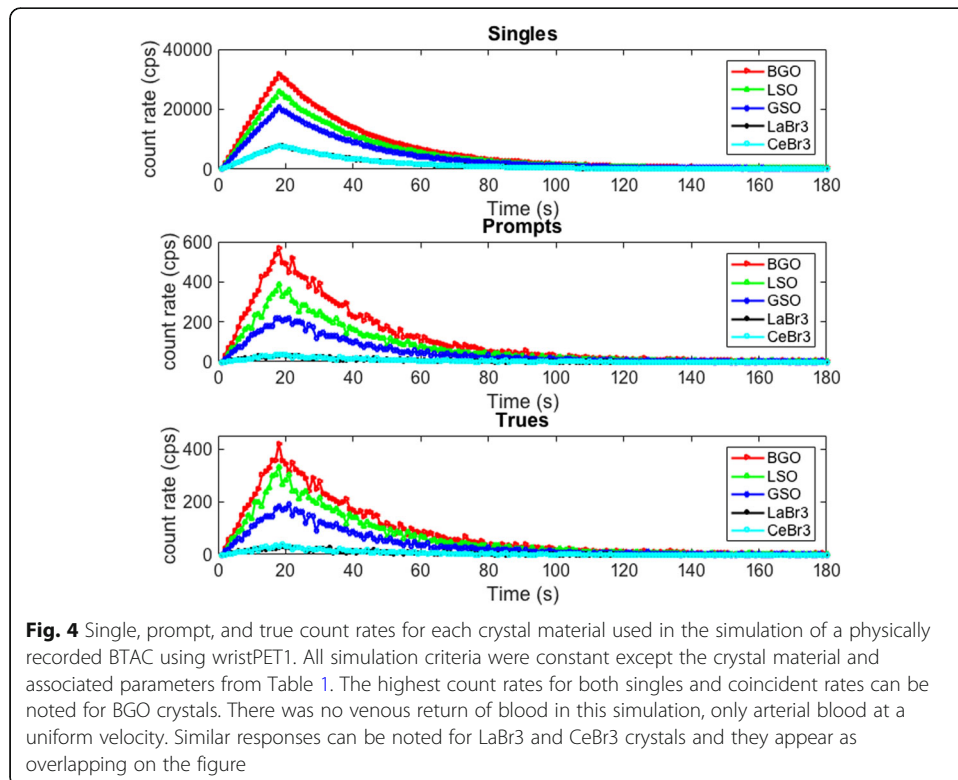 Singles
count rate (cps)
40000
20000
0
BGO
LSO
GSO
LaBr3
CeBr3
0 20 40 60 80 100 120 140 160 180
Time (s)
Prompts
count rate (cps)
600
400
200
0
BGO
LSO
GSO
LaBr3
CeBr3
0 20 40 60 80 100 120 140 160 180
Time (s)
Trues
count rate (cps)
400
200
0
BGO
LSO
GSO
LaBr3
CeBr3
0 20 40 60 80 100 120 140 160 180
Time (s)
Fig. 4 Single, prompt, and true count rates for each crystal material used in the simulation of a physically
recorded BTAC using wristPET1. All simulation criteria were constant except the crystal material and
associated parameters from Table 1. The highest count rates for both singles and coincident rates can be
noted for BGO crystals. There was no venous return of blood in this simulation, only arterial blood at a
uniform velocity. Similar responses can be noted for LaBr3 and CeBr3 crystals and they appear as
overlapping on the figure